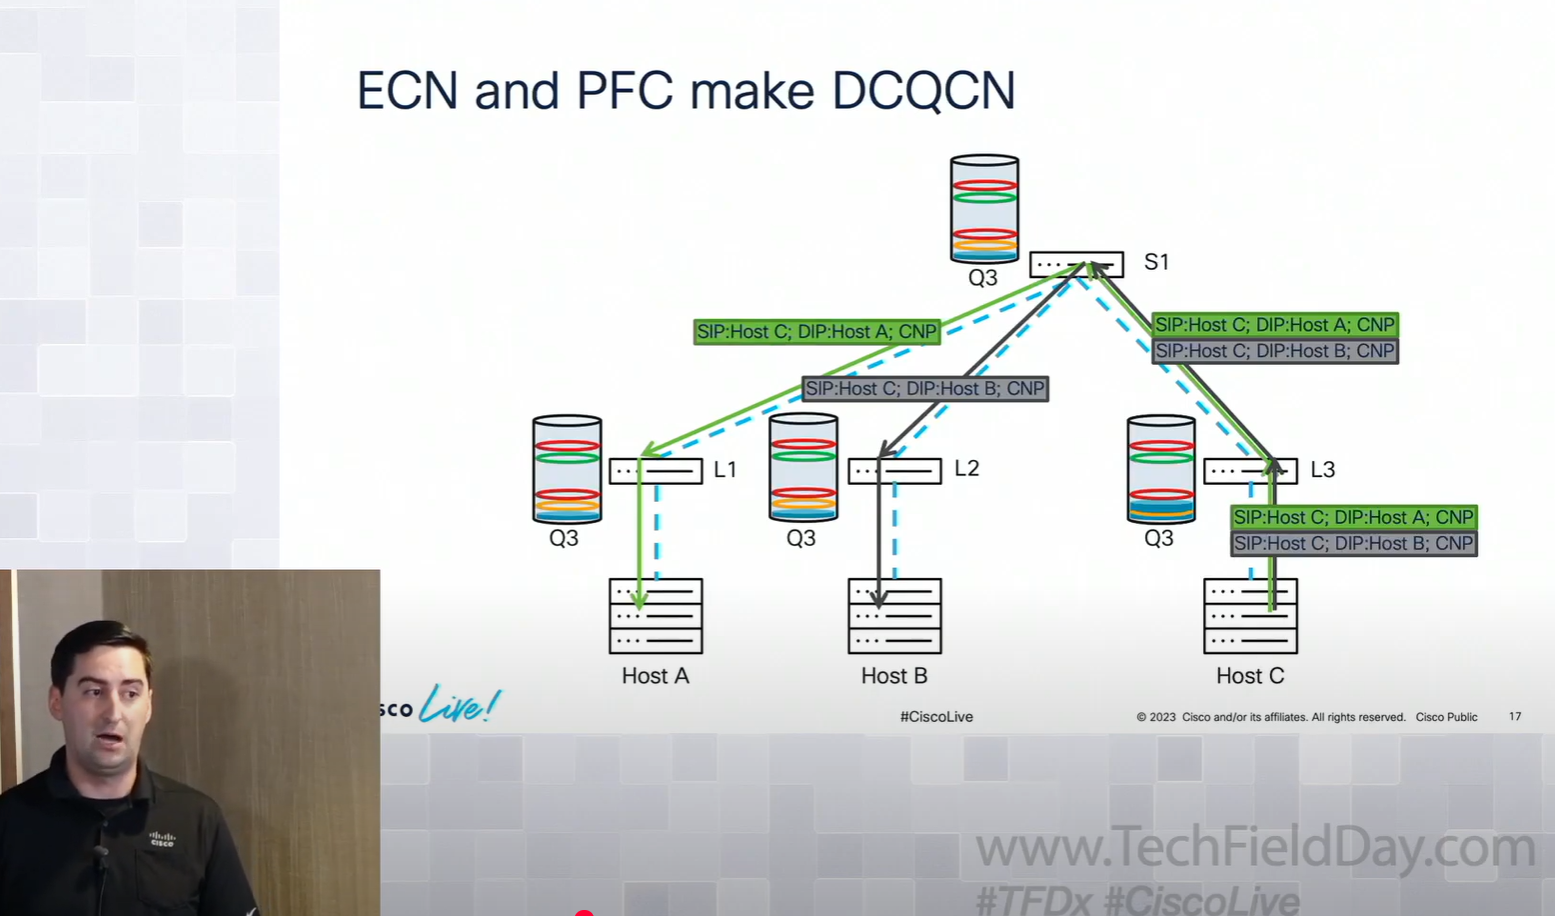 ECN and PFC make DCQCN
Q3
S1
SIP:Host C; DIP:Host A; CNP
SIP:Host C; DIP:Host A; CNP
SIP:Host C; DIP:Host B; CNP
SIP:Host C; DIP:Host B; CNP
L1
L2
L3
Q3
Q3
Q3
SIP:Host C; DIP:Host A; CNP
SIP:Host C; DIP:Host B; CNP
Host A
Host B
Host C
sco Live!
#CiscoLive
© 2023 Cisco and/or its affiliates. All rights reserved. Cisco Public 17
cisco
www.TechFieldDay.com
#TFDx #CiscoLive